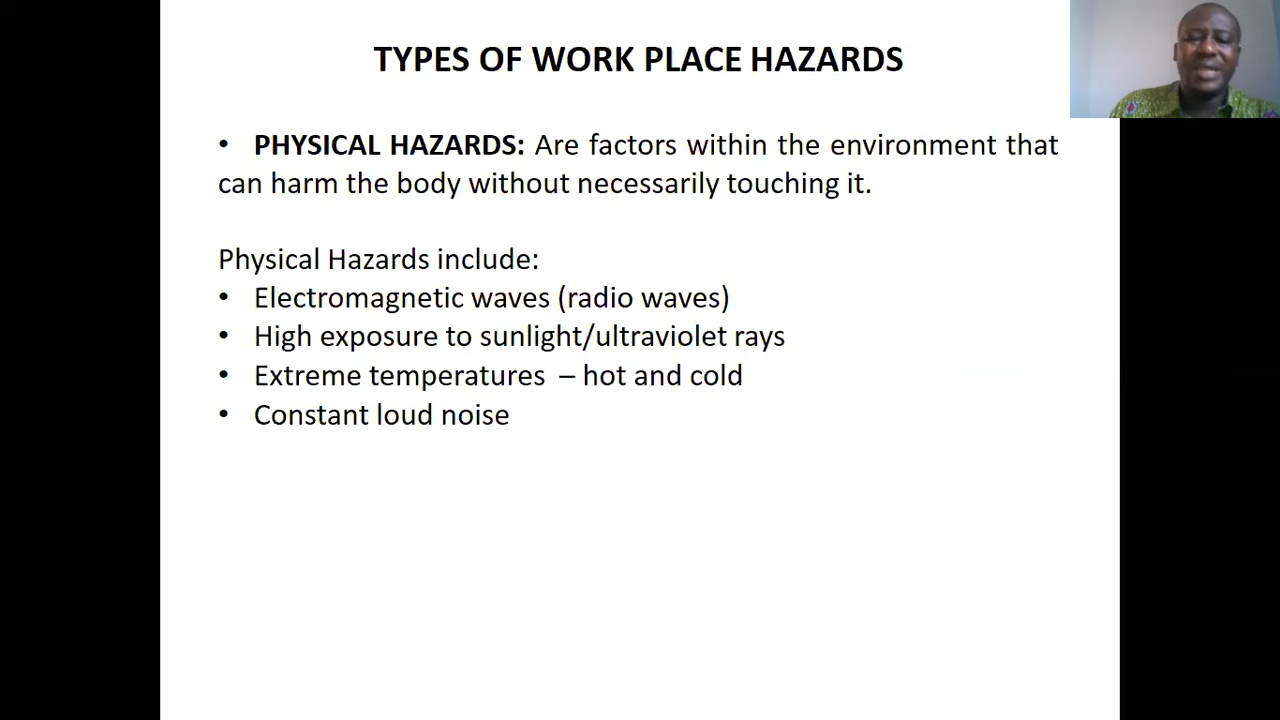 TYPES OF WORK PLACE HAZARDS
• PHYSICAL HAZARDS: Are factors within the environment that
can harm the body without necessarily touching it.
Physical Hazards include:
• Electromagnetic waves (radio waves)
• High exposure to sunlight/ultraviolet rays
• Extreme temperatures – hot and cold
• Constant loud noise